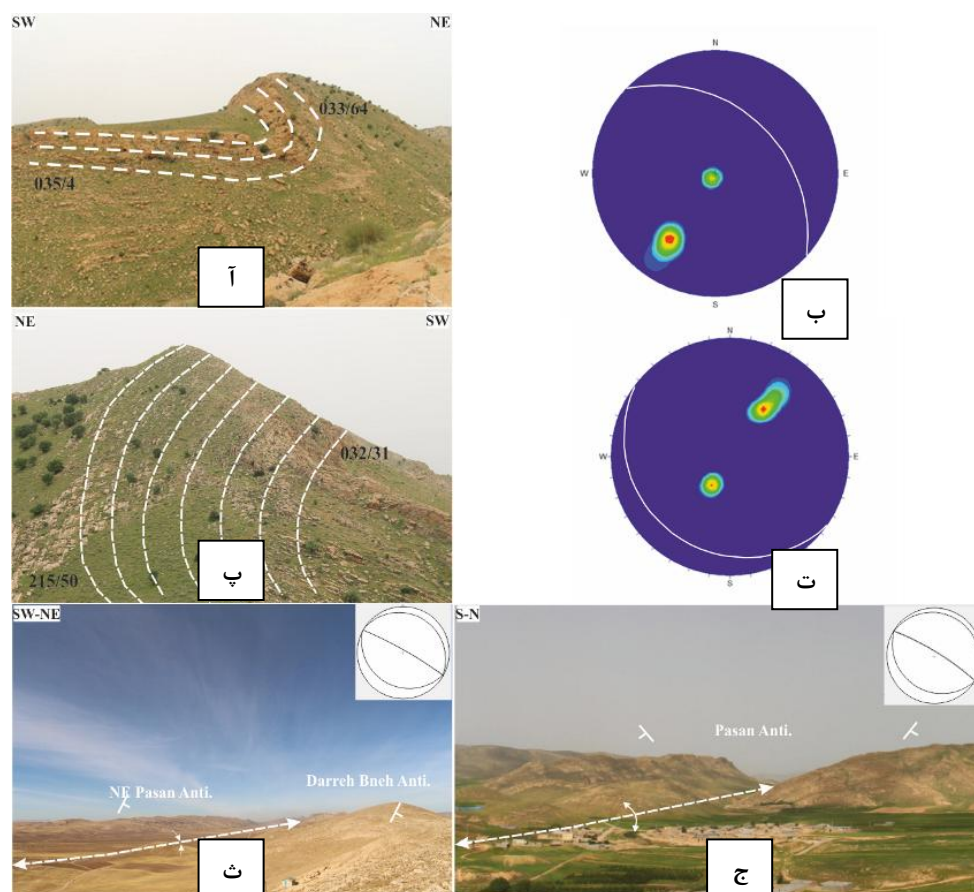 SW NE
033/64
035/4
آ
N
W E
S
ب
NE SW
032/31
215/50
پ
N
W E
S
ت
SW-NE
NE Pasan Anti.
Darreh Bneh Anti.
ث
S-N
Pasan Anti.
ج